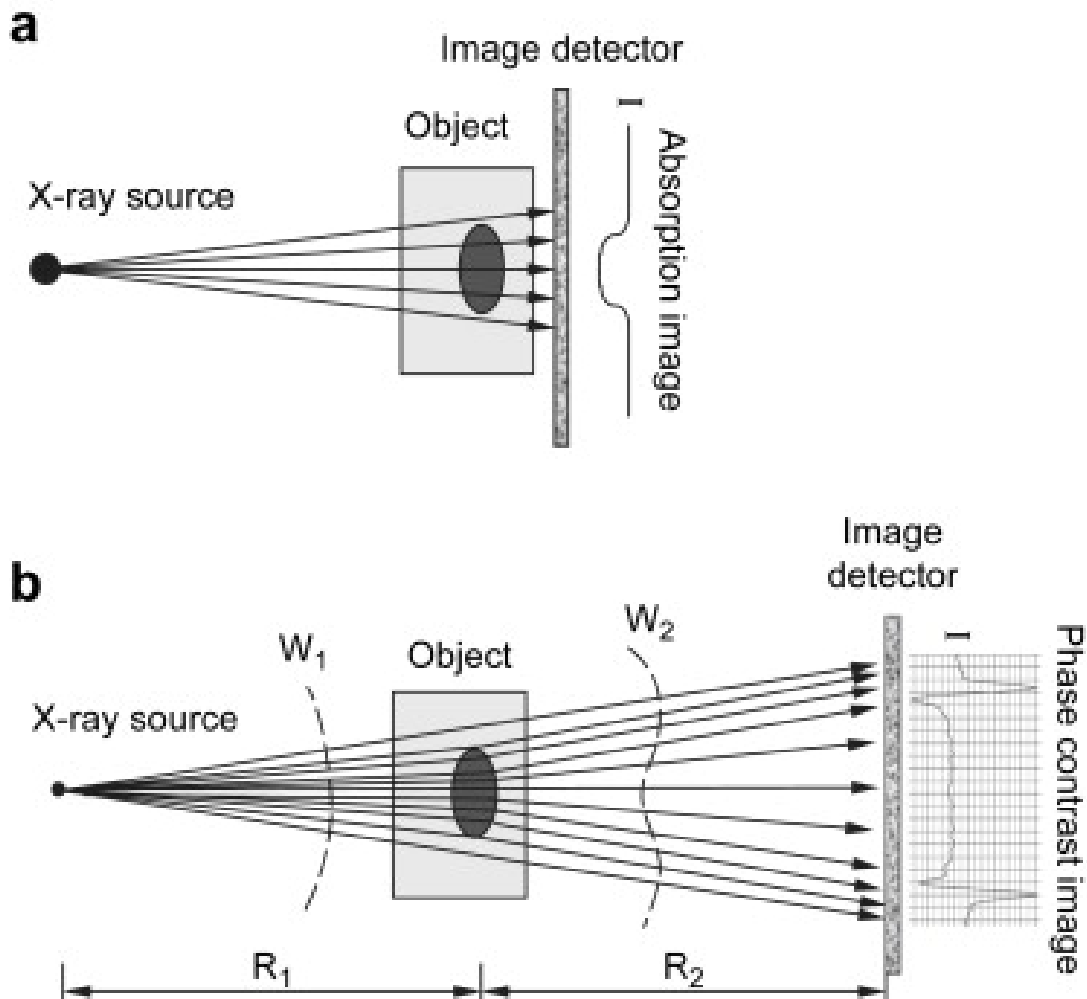 a
Image detector
Object
I
X-ray source
Absorption image
b
Image
detector
W₁
Object
W₂
I
X-ray source
Phase contrast image
R₁
R₂